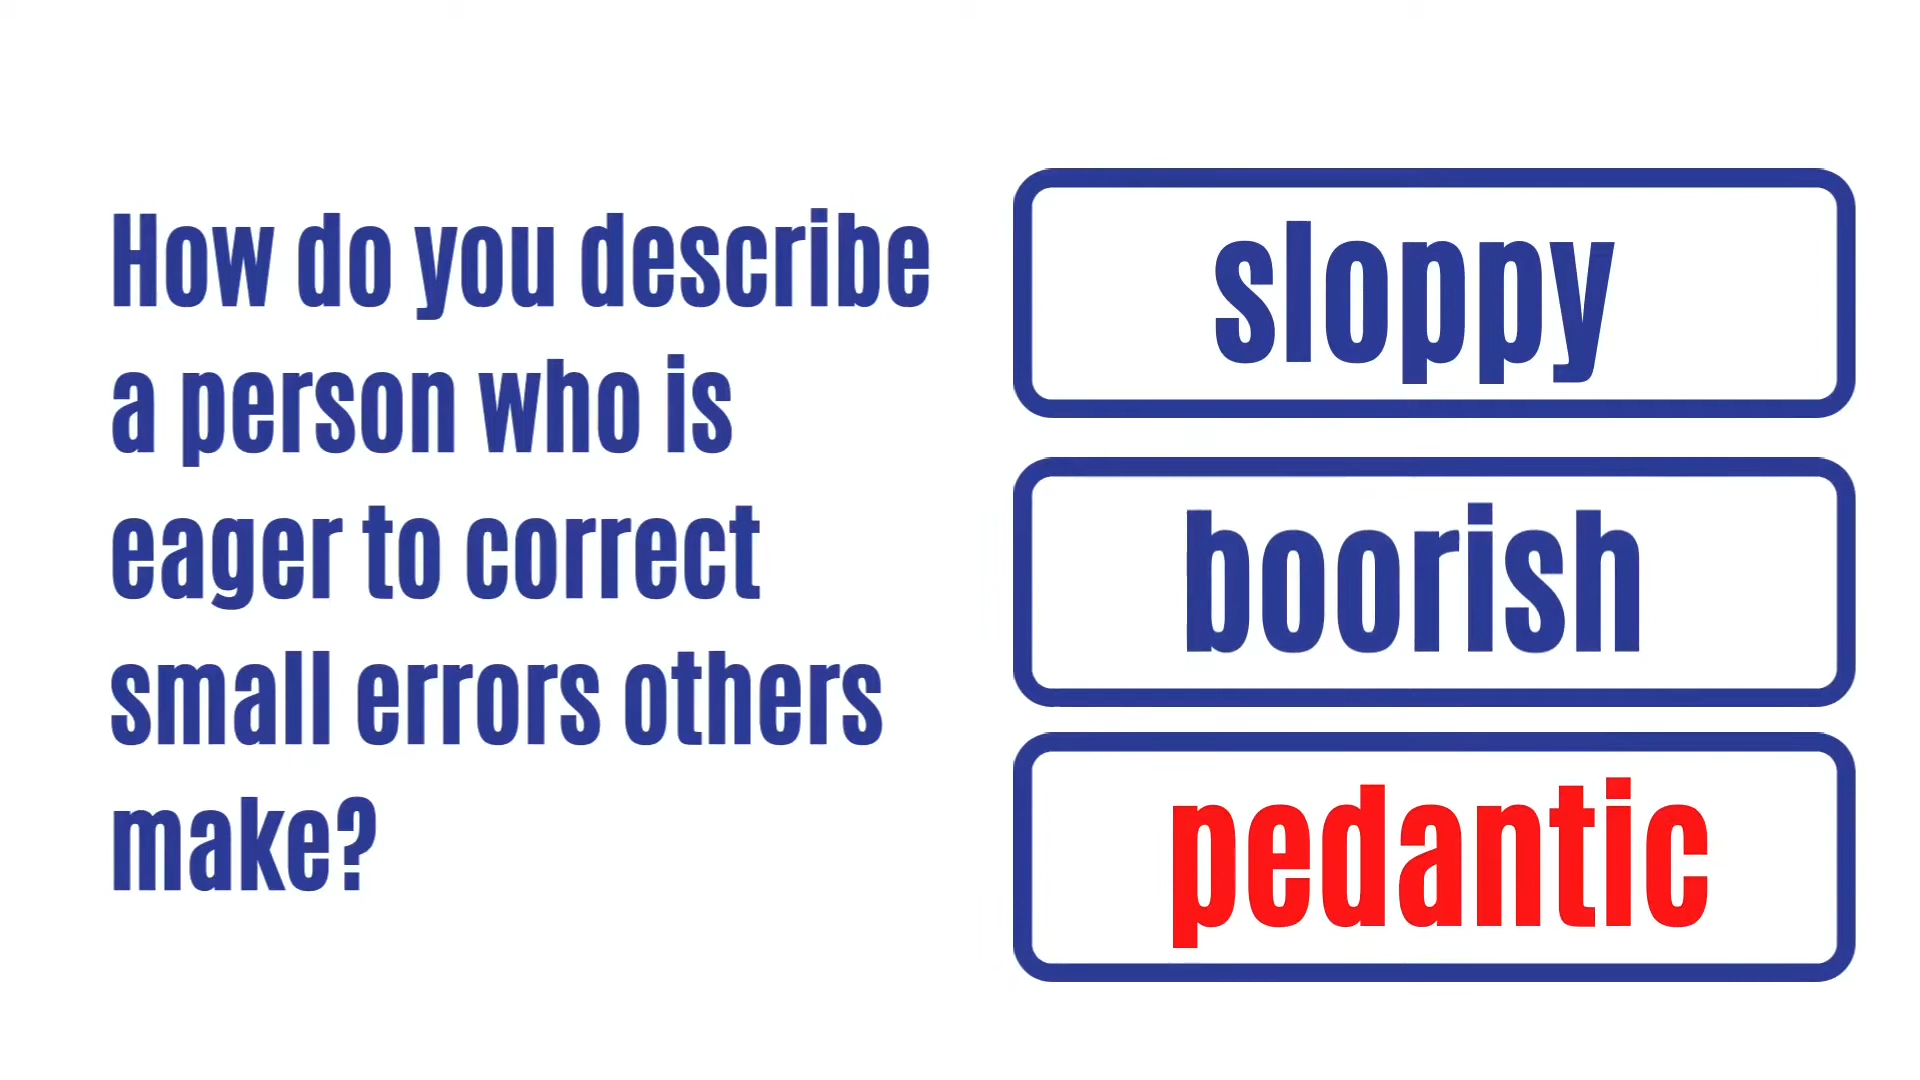 How do you describe
a person who is
eager to correct
small errors others
make?
sloppy
boorish
pedantic